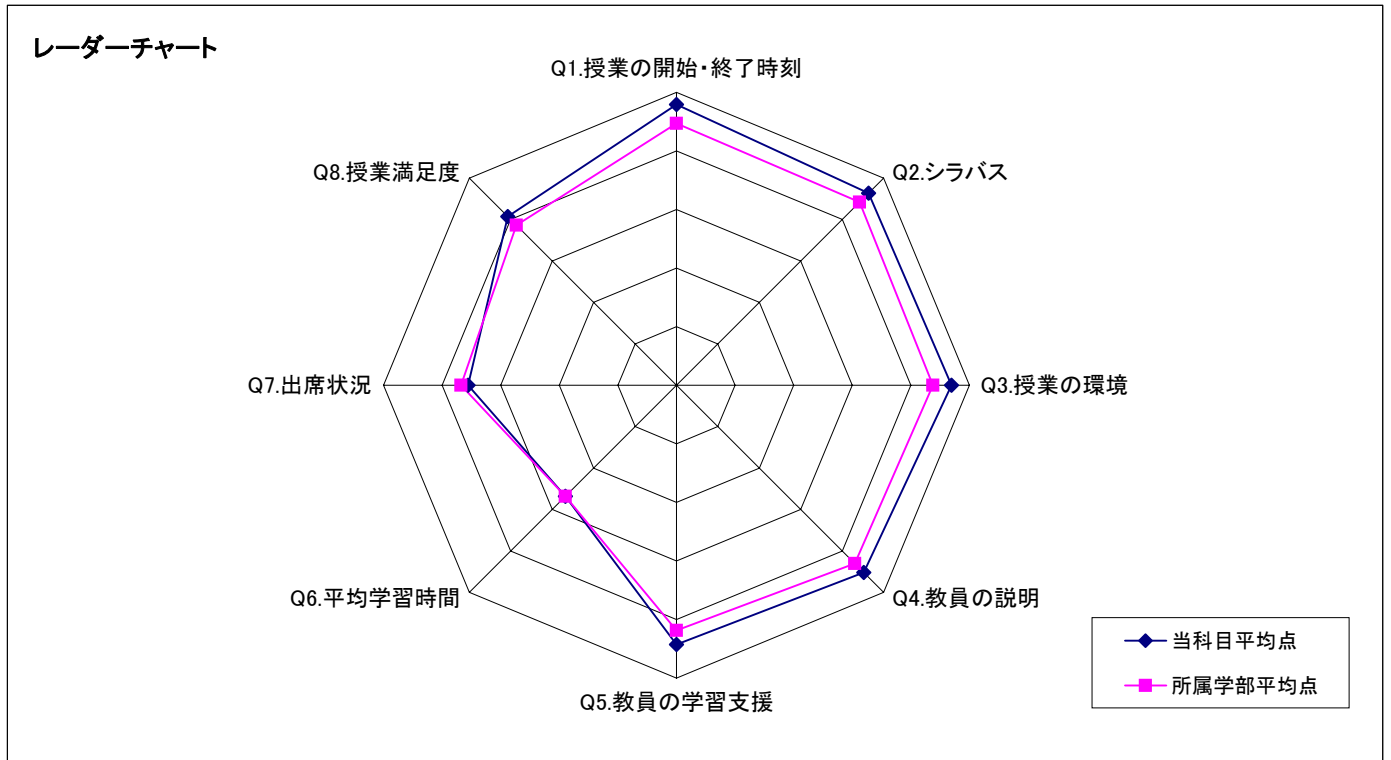 レーダーチャート
Q1.授業の開始・終了時刻
Q2.シラバス
Q3.授業の環境
Q4.教員の説明
Q5.教員の学習支援
Q6.平均学習時間
Q7.出席状況
Q8.授業満足度
当科目平均点
所属学部平均点